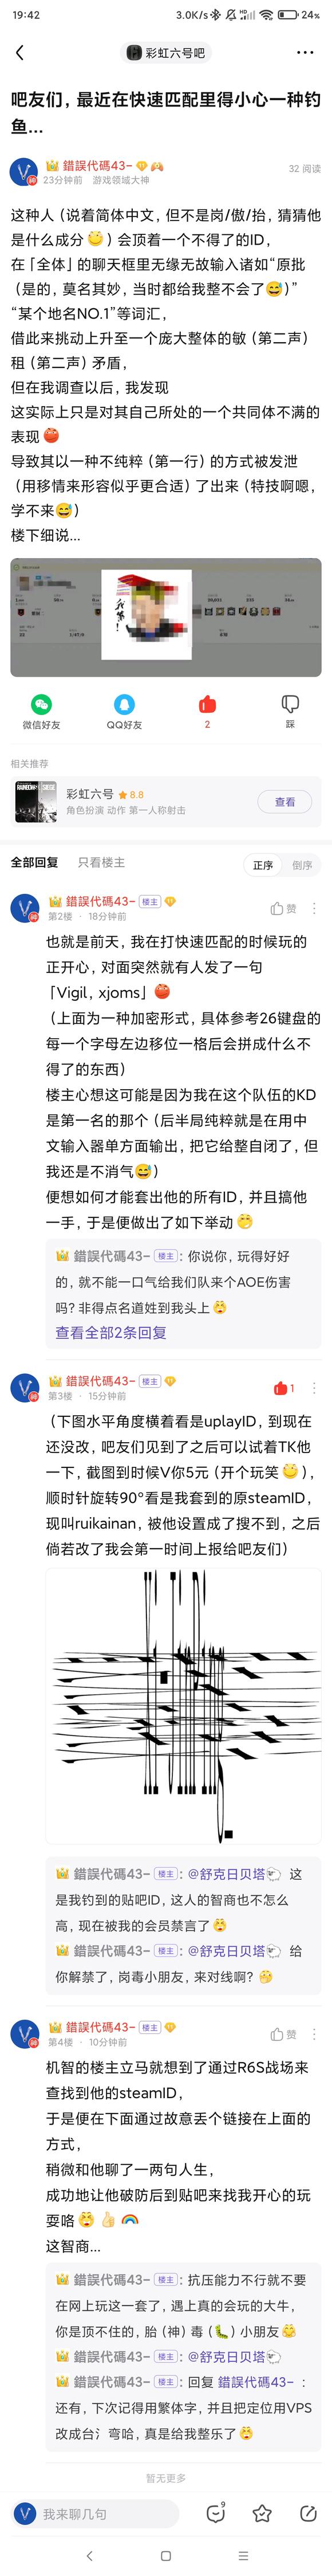 19:42
3.0K/s
24%
彩虹六号吧
吧友们，最近在快速匹配里得小心一种钓
鱼...
錯誤代碼43-
23分钟前 游戏领域大神
32 阅读
这种人（说着简体中文，但不是岗/傲/抬，猜猜他
是什么成分）会顶着一个不得了的ID，
在「全体」的聊天框里无缘无故输入诸如“原批
（是的，莫名其妙，当时都给我整不会了）”
“某个地名NO.1”等词汇，
借此来挑动上升至一个庞大整体的敏（第二声）
租（第二声）矛盾，
但在我调查以后，我发现
这实际上只是对其自己所处的一个共同体不满的
表现
导致其以一种不纯粹（第一行）的方式被发泄
（用移情来形容似乎更合适）了出来（特技啊嗯，
学不来）
楼下细说...
微信好友
QQ好友
2
踩
相关推荐
彩虹六号 8.8
角色扮演 动作 第一人称射击
查看
全部回复
只看楼主
正序
倒序
錯誤代碼43- 楼主
第2楼 · 18分钟前
赞
也就是前天，我在打快速匹配的时候玩的
正开心，对面突然就有人发了一句
「Vigil，xjoms」
（上面为一种加密形式，具体参考26键盘的
每一个字母左边移位一格后会拼成什么不
得了的东西）
楼主心想这可能是因为我在这个队伍的KD
是第一名的那个（后半局纯粹就是在用中
文输入器单方面输出，把它给整自闭了，但
我还是不消气）
便想如何才能套出他的所有ID，并且搞他
一手，于是便做出了如下举动
錯誤代碼43- 楼主：你说你，玩得好好
的，就不能一口气给我们队来个AOE伤害
吗？非得点名道姓到我头上
查看全部2条回复
錯誤代碼43- 楼主
第3楼 · 15分钟前
1
（下图水平角度横着看是uplayID，到现在
还没改，吧友们见到了之后可以试着TK他
一下，截图到时候V你5元（开个玩笑），
顺时针旋转90°看是我套到的原steamID，
现叫ruikainan，被他设置成了搜不到，之后
倘若改了我会第一时间上报给吧友们）
錯誤代碼43- 楼主：@舒克日贝塔 这
是我钓到的贴吧ID，这人的智商也不怎么
高，现在被我的会员禁言了
錯誤代碼43- 楼主：@舒克日贝塔 给
你解禁了，岗毒小朋友，来对线啊？
錯誤代碼43- 楼主
第4楼 · 10分钟前
赞
机智的楼主立马就想到了通过R6S战场来
查找到他的steamID，
于是便在下面通过故意丢个链接在上面的
方式，
稍微和他聊了一两句人生，
成功地让他破防后到贴吧来找我开心的玩
耍咯
这智商...
錯誤代碼43- 楼主：抗压能力不行就不要
在网上玩这一套了，遇上真的会玩的大牛，
你是顶不住的，胎（神）毒（）小朋友
錯誤代碼43- 楼主：@舒克日贝塔
錯誤代碼43- 楼主：回复 錯誤代碼43- ：
还有，下次记得用繁体字，并且把定位用VPS
改成台氵弯哈，真是给我整乐了
暂无更多
我来聊几句
9